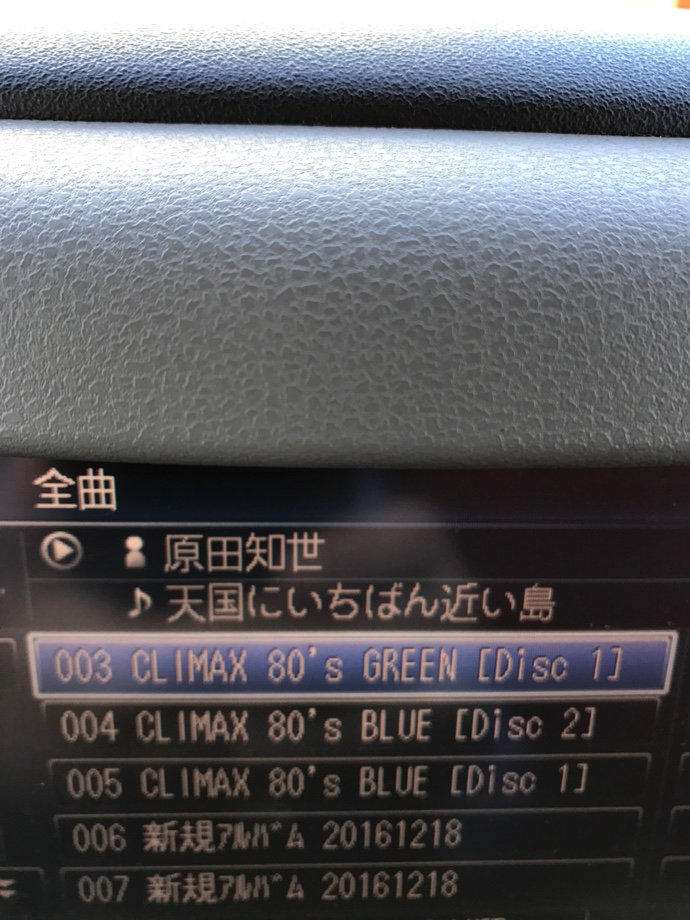 全曲
原田知世
天国にいちばん近い島
003 CLIMAX 80's GREEN [Disc 1]
004 CLIMAX 80's BLUE [Disc 2]
005 CLIMAX 80's BLUE [Disc 1]
006 新規ｱﾙﾊﾞﾑ 20161218
007 新規ｱﾙﾊﾞﾑ 20161218